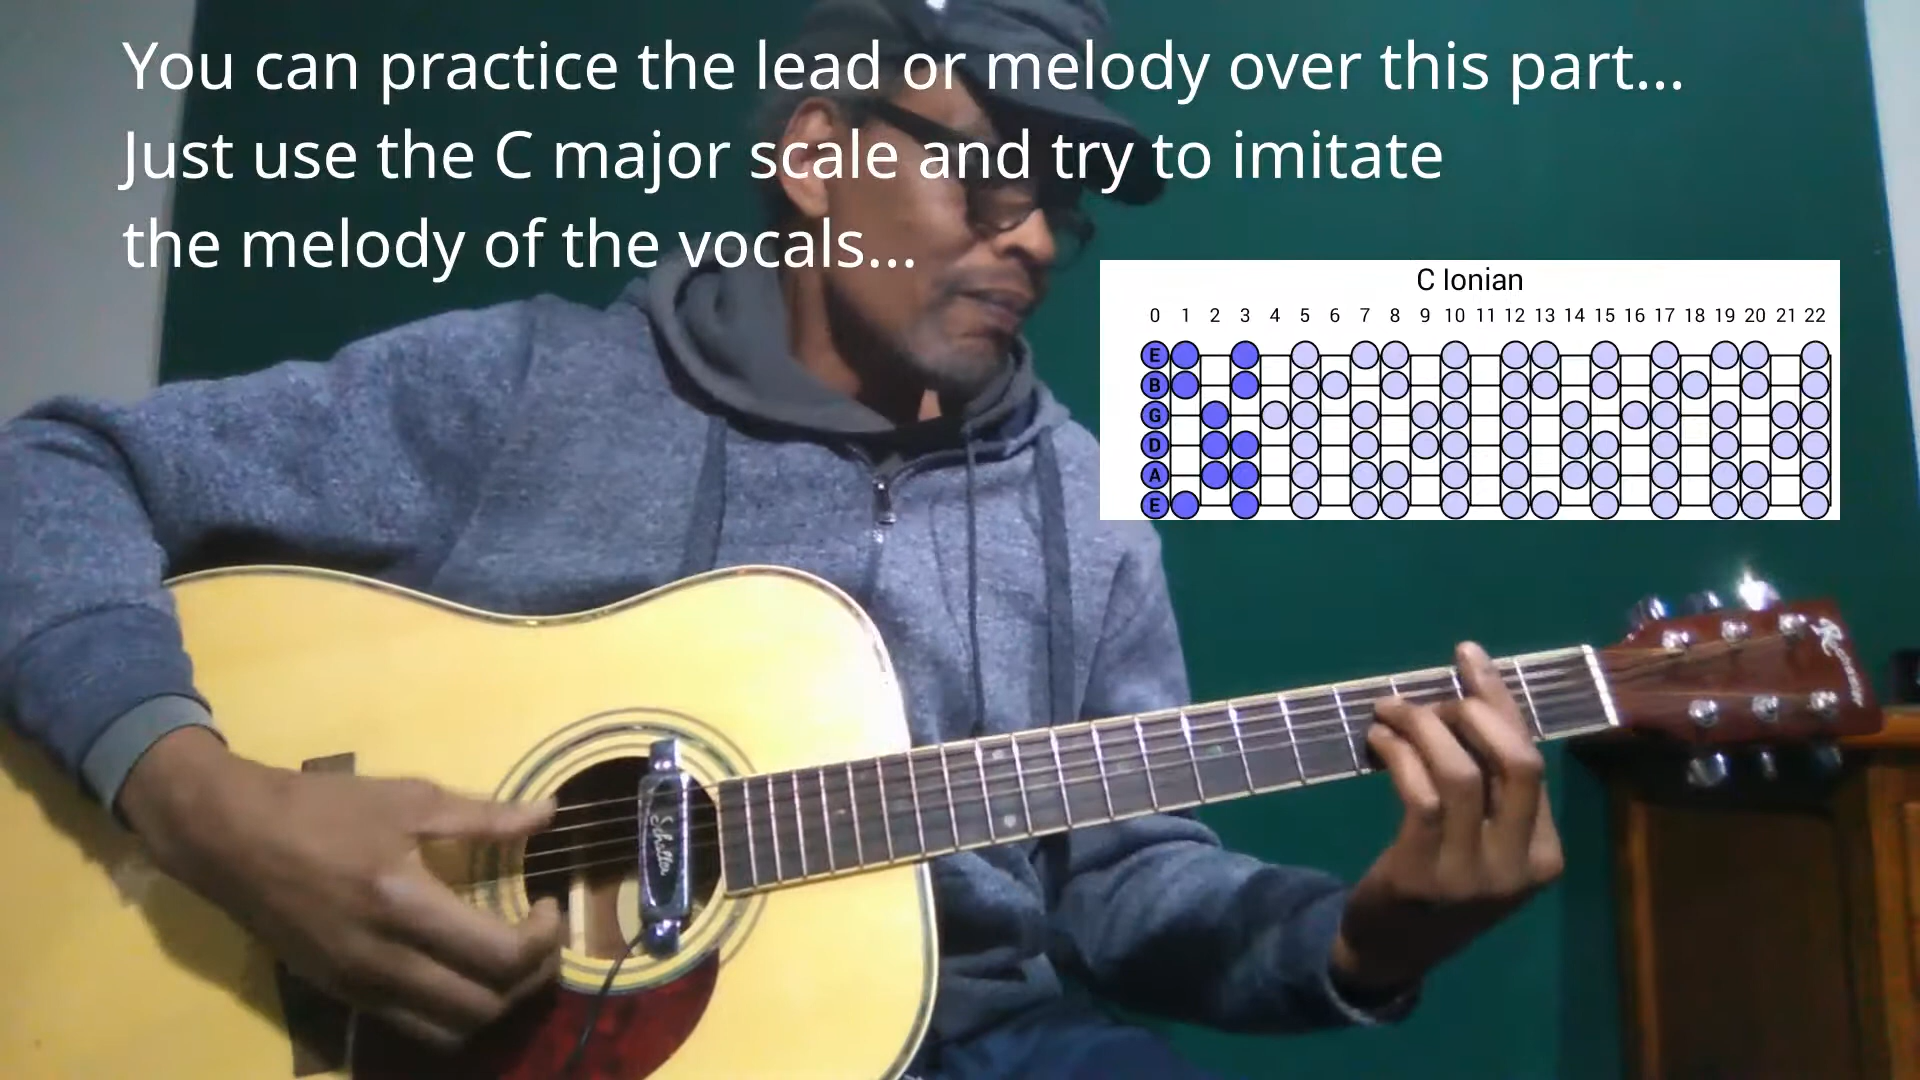 You can practice the lead or melody over this part...
Just use the C major scale and try to imitate
the melody of the vocals...
C Ionian
0 1 2 3 4 5 6 7 8 9 10 11 12 13 14 15 16 17 18 19 20 21 22
E
B
G
D
A
E
Schaller